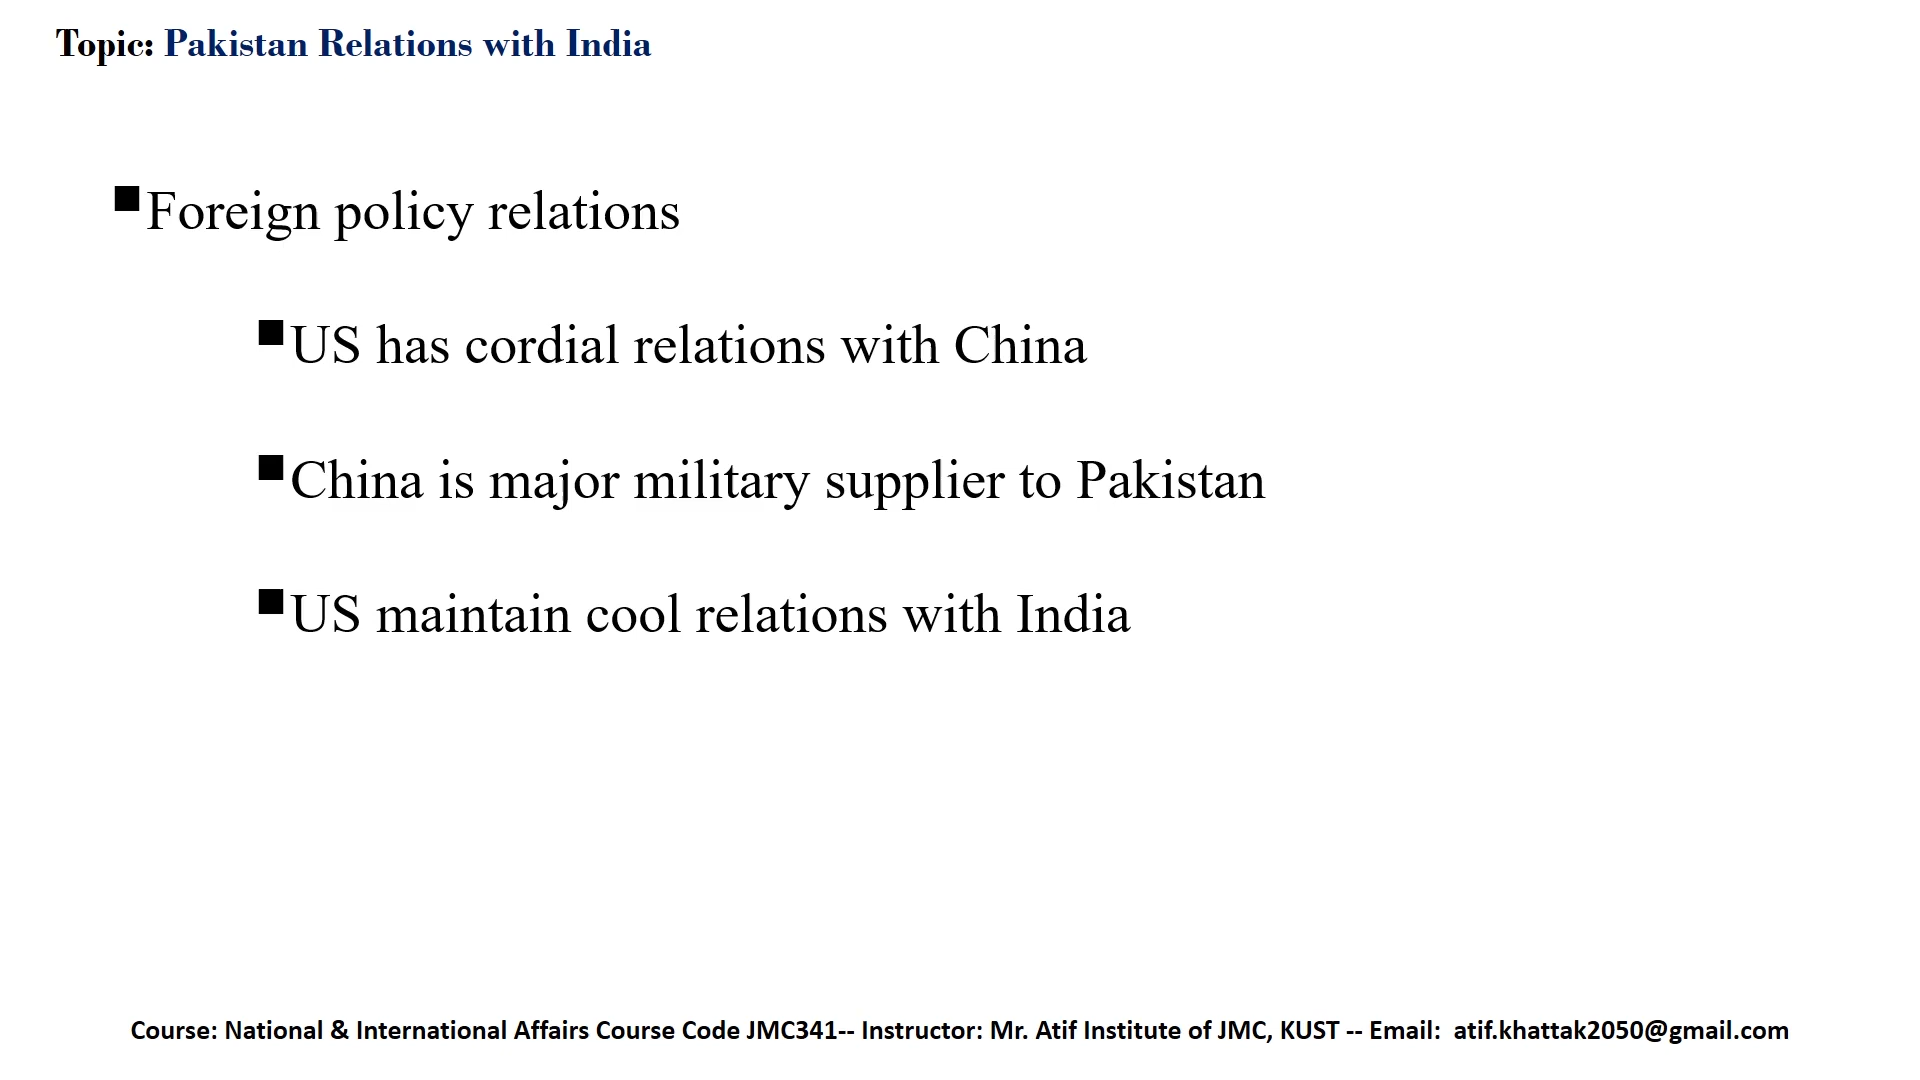 Topic: Pakistan Relations with India
Foreign policy relations
US has cordial relations with China
China is major military supplier to Pakistan
US maintain cool relations with India
Course: National & International Affairs Course Code JMC341-- Instructor: Mr. Atif Institute of JMC, KUST -- Email:  atif.khattak2050@gmail.com